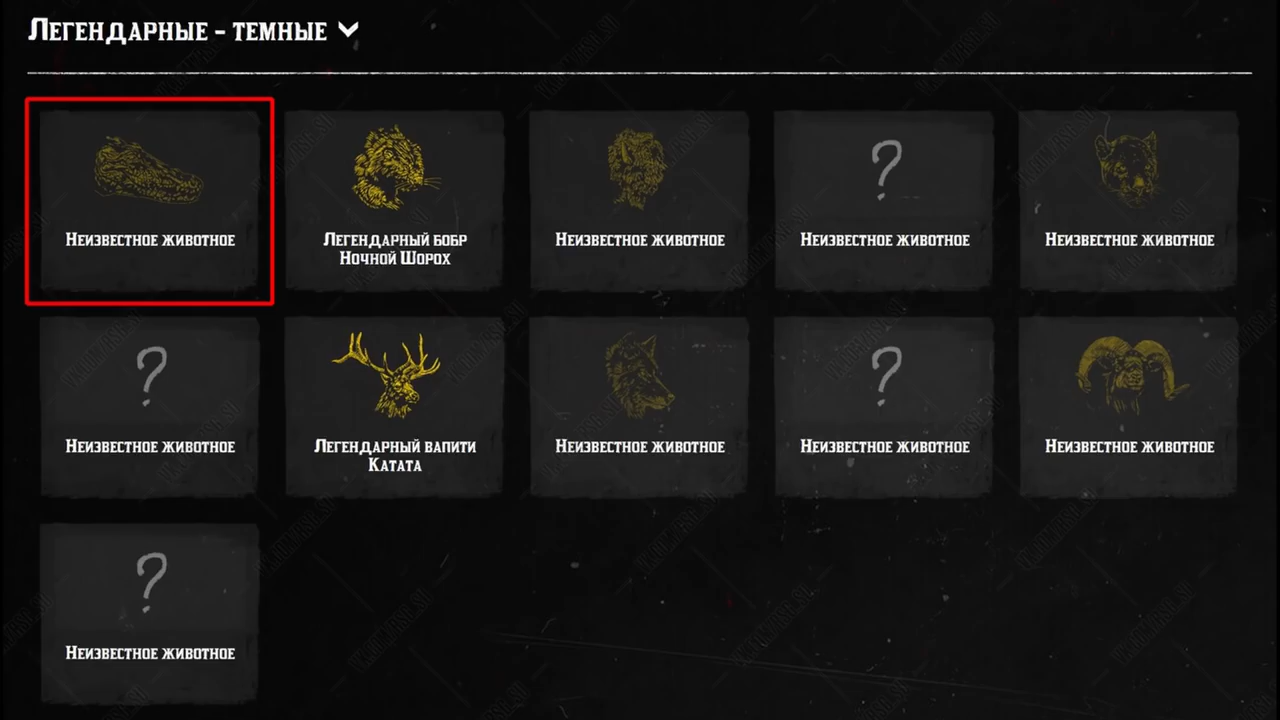 Легендарные - темные
Неизвестное животное
Легендарный бобр
Ночной Шорох
Неизвестное животное
?
Неизвестное животное
Неизвестное животное
?
Неизвестное животное
Легендарный вапити
Катата
Неизвестное животное
?
Неизвестное животное
Неизвестное животное
?
Неизвестное животное